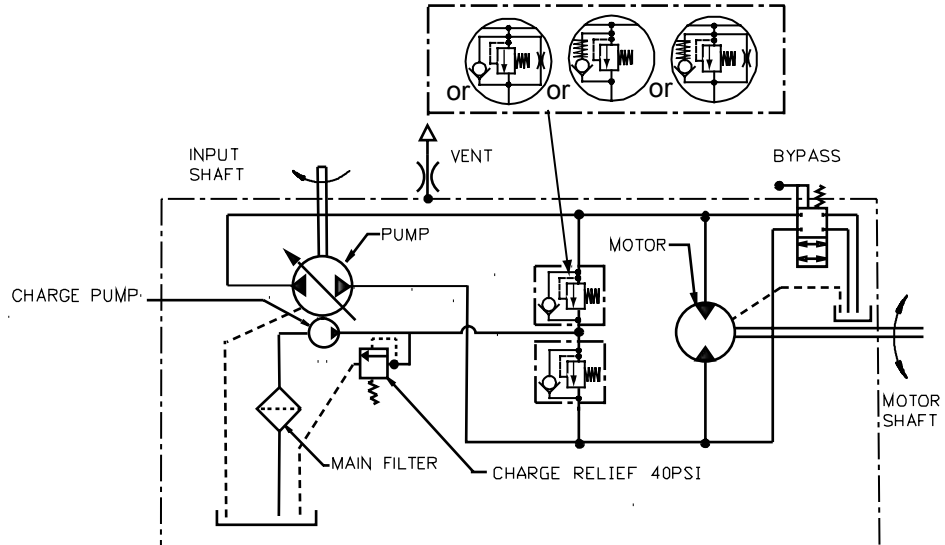 or
or
or
INPUT
SHAFT
VENT
BYPASS
PUMP
MOTOR
CHARGE PUMP
MOTOR
SHAFT
MAIN FILTER
CHARGE RELIEF 40PSI